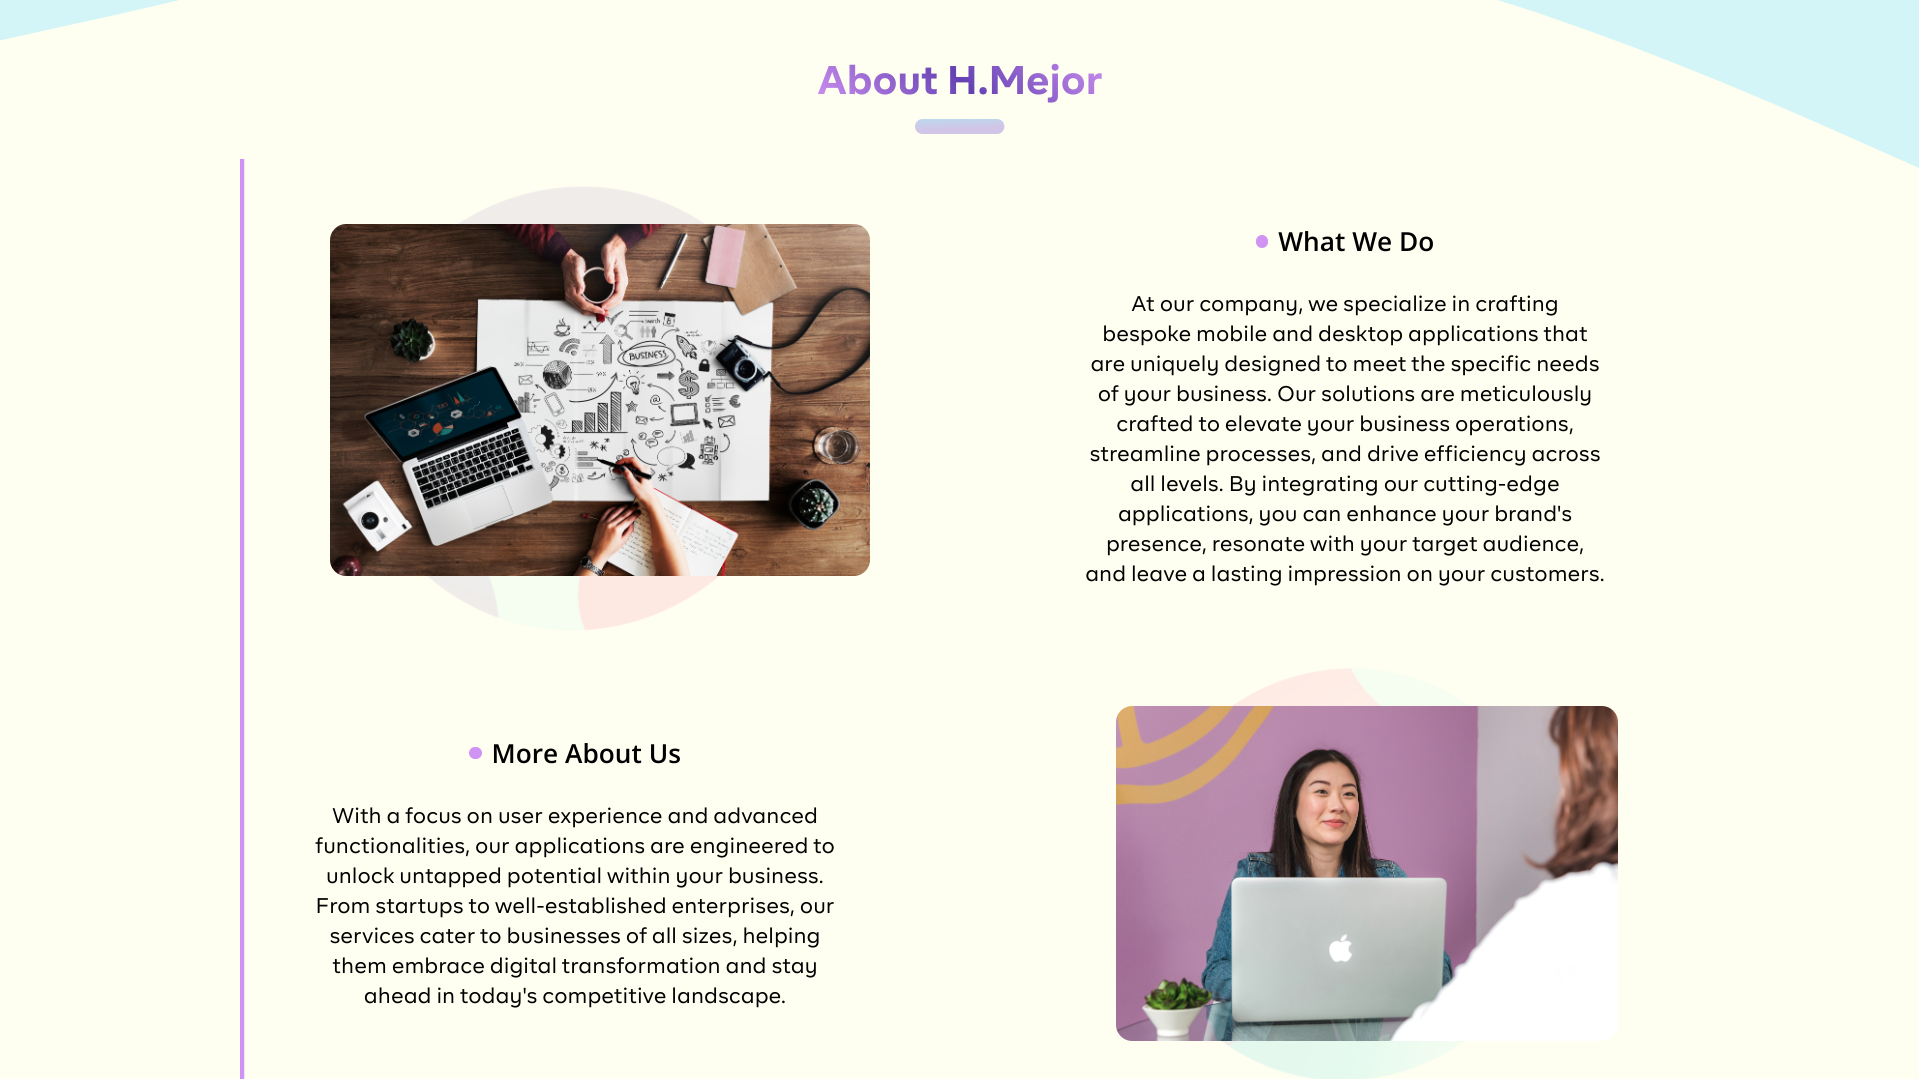 About H.Mejor
What We Do
At our company, we specialize in crafting
bespoke mobile and desktop applications that
are uniquely designed to meet the specific needs
of your business. Our solutions are meticulously
crafted to elevate your business operations,
streamline processes, and drive efficiency across
all levels. By integrating our cutting-edge
applications, you can enhance your brand's
presence, resonate with your target audience,
and leave a lasting impression on your customers.
BUSINESS
More About Us
With a focus on user experience and advanced
functionalities, our applications are engineered to
unlock untapped potential within your business.
From startups to well-established enterprises, our
services cater to businesses of all sizes, helping
them embrace digital transformation and stay
ahead in today's competitive landscape.